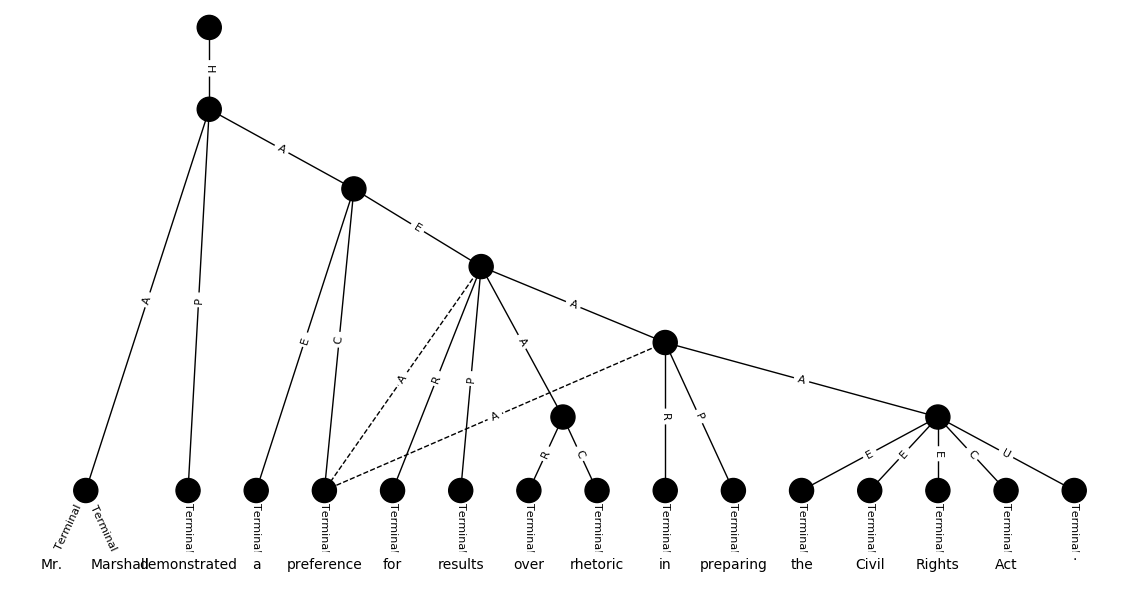 H
A
E
A
A P E C A R P A A R P A
R C E E E C U
Terminal Terminal Terminal Terminal Terminal Terminal Terminal Terminal Terminal Terminal Terminal Terminal Terminal Terminal Terminal Terminal
Mr. Marshall demonstrated a preference for results over rhetoric in preparing the Civil Rights Act .